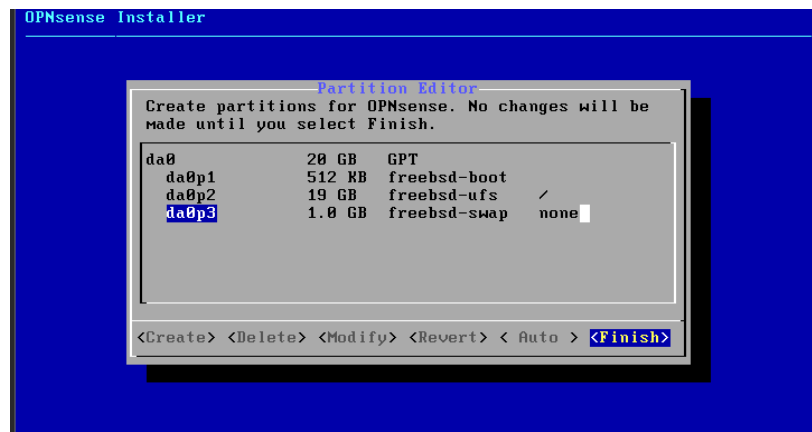 OPNsense Installer
Partition Editor
Create partitions for OPNsense. No changes will be
made until you select Finish.
da0 20 GB GPT
da0p1 512 KB freebsd-boot
da0p2 19 GB freebsd-ufs /
da0p3 1.0 GB freebsd-swap none
<Create> <Delete> <Modify> <Revert> < Auto > <Finish>